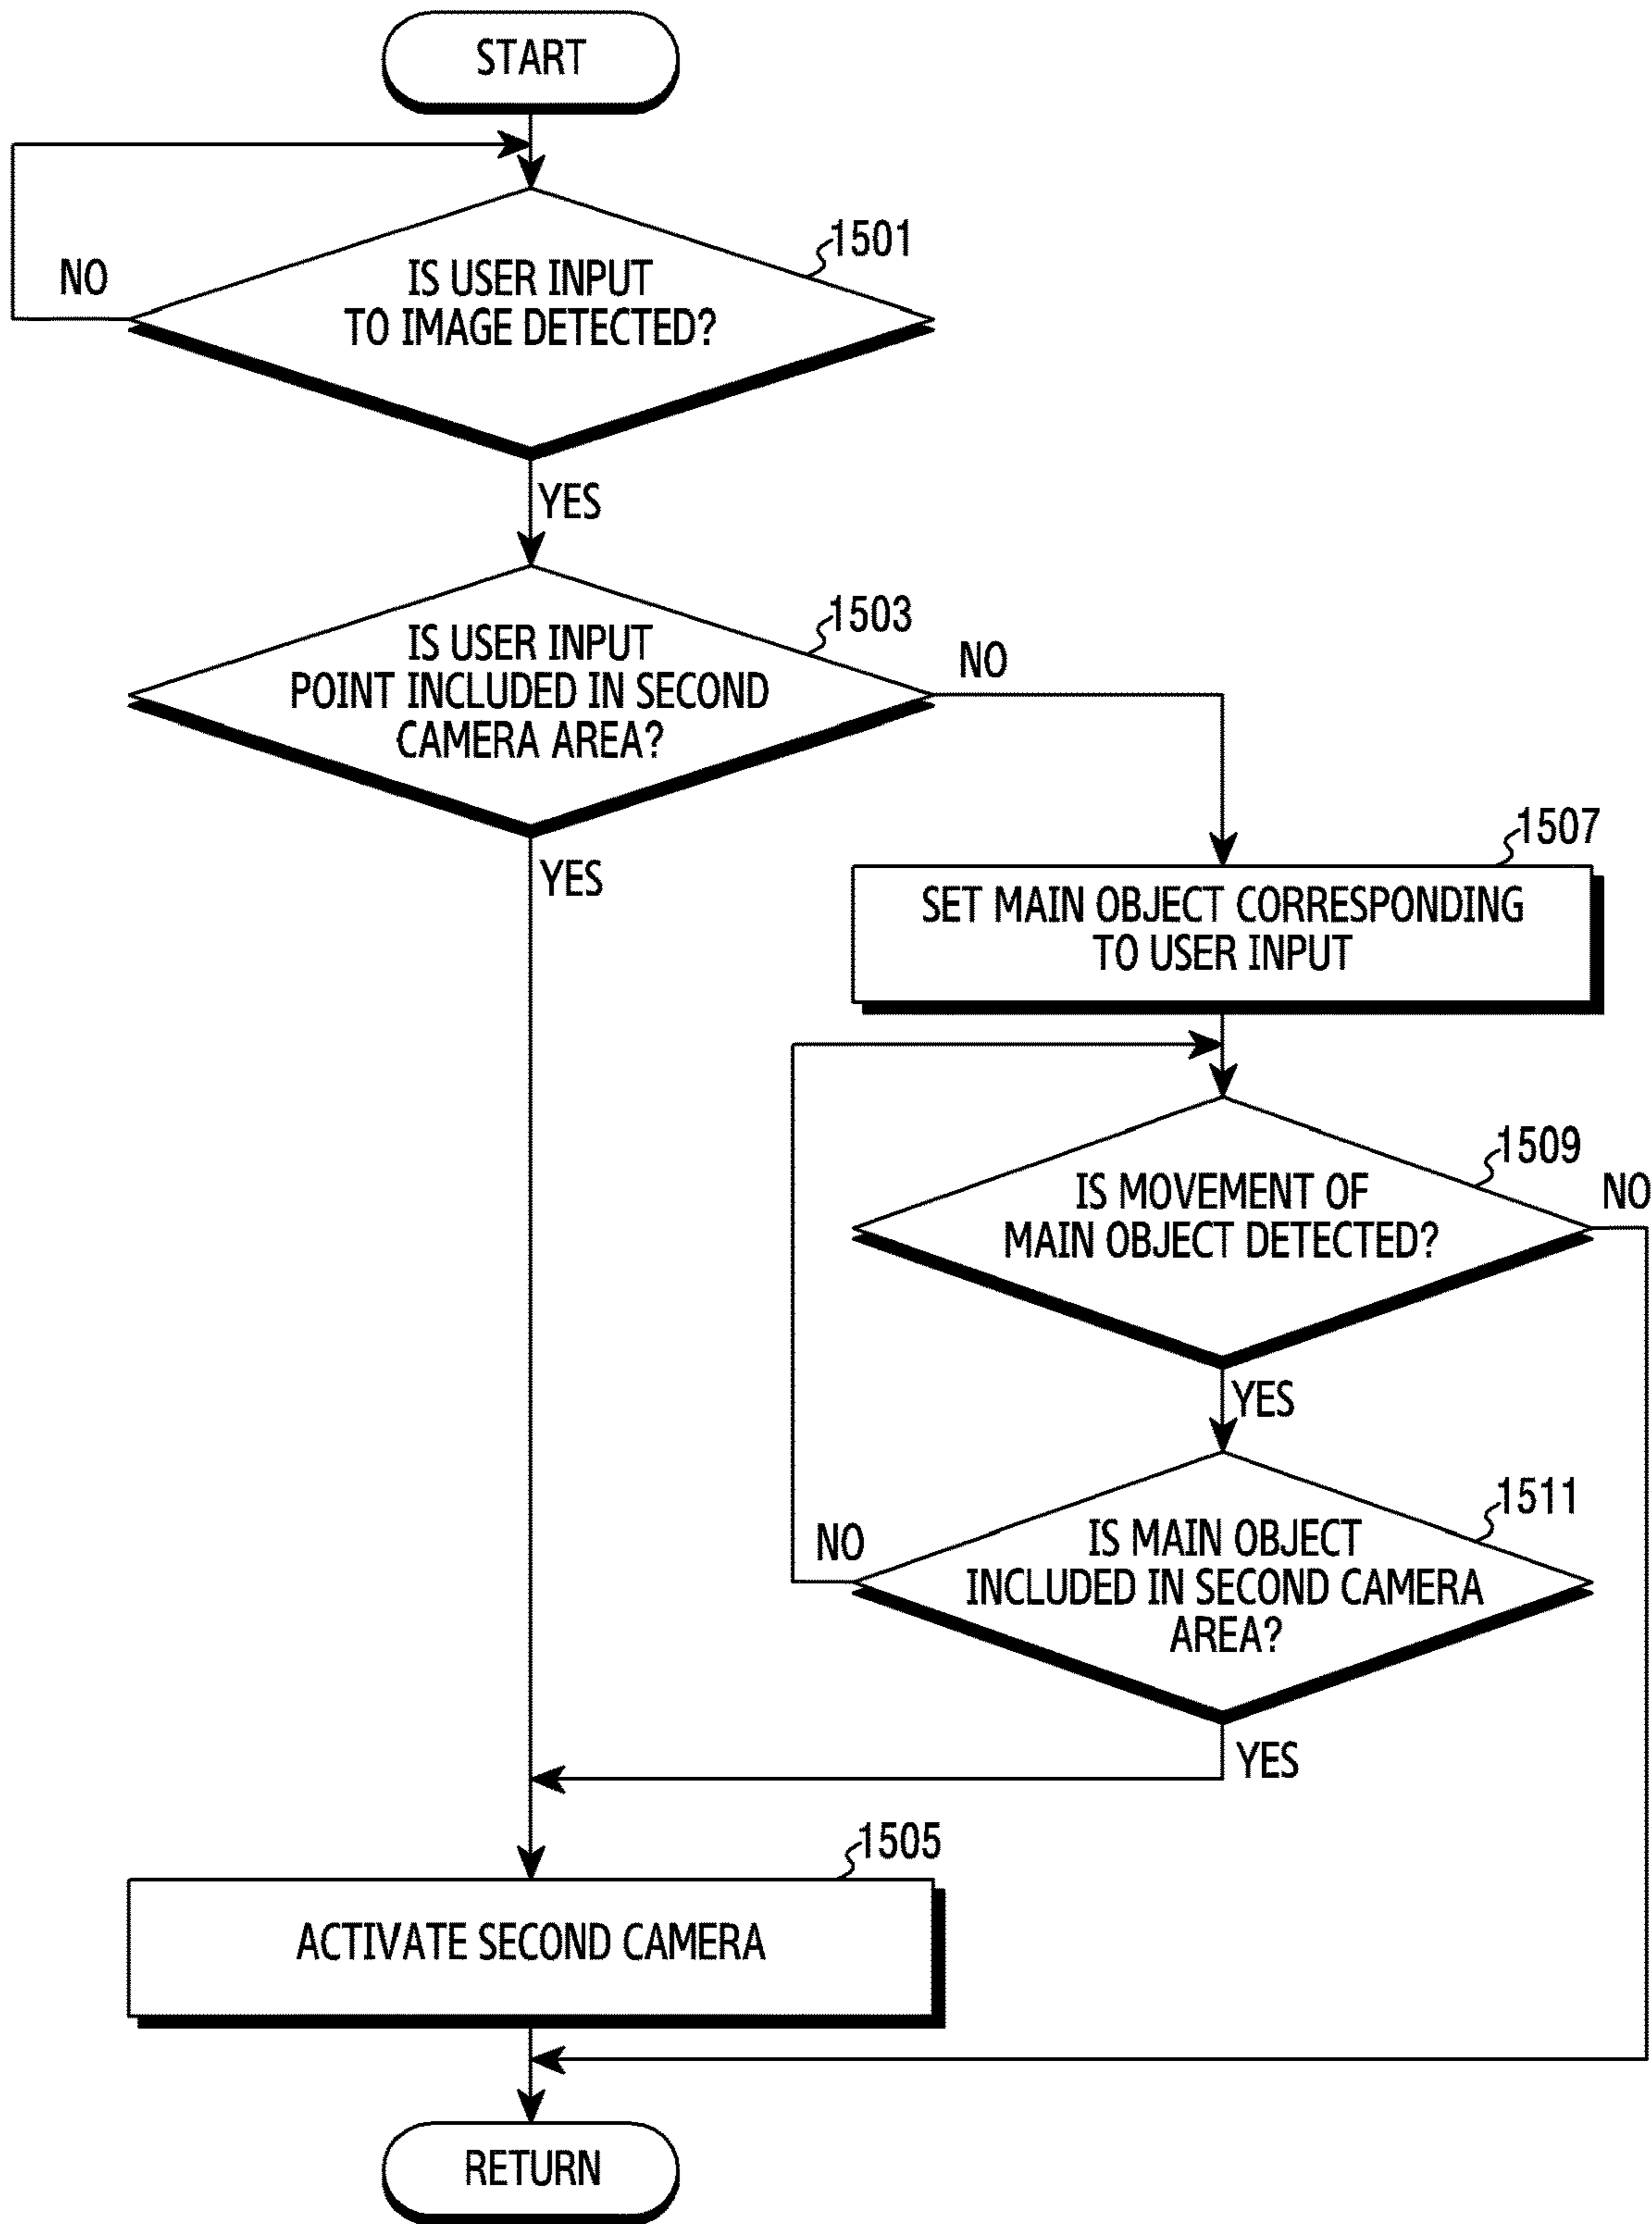 START
1501
NO
IS USER INPUT
TO IMAGE DETECTED?
YES
1503
IS USER INPUT
POINT INCLUDED IN SECOND
CAMERA AREA?
NO
YES
1507
SET MAIN OBJECT CORRESPONDING
TO USER INPUT
1509
IS MOVEMENT OF
MAIN OBJECT DETECTED?
NO
YES
1511
IS MAIN OBJECT
INCLUDED IN SECOND CAMERA
AREA?
NO
YES
1505
ACTIVATE SECOND CAMERA
RETURN